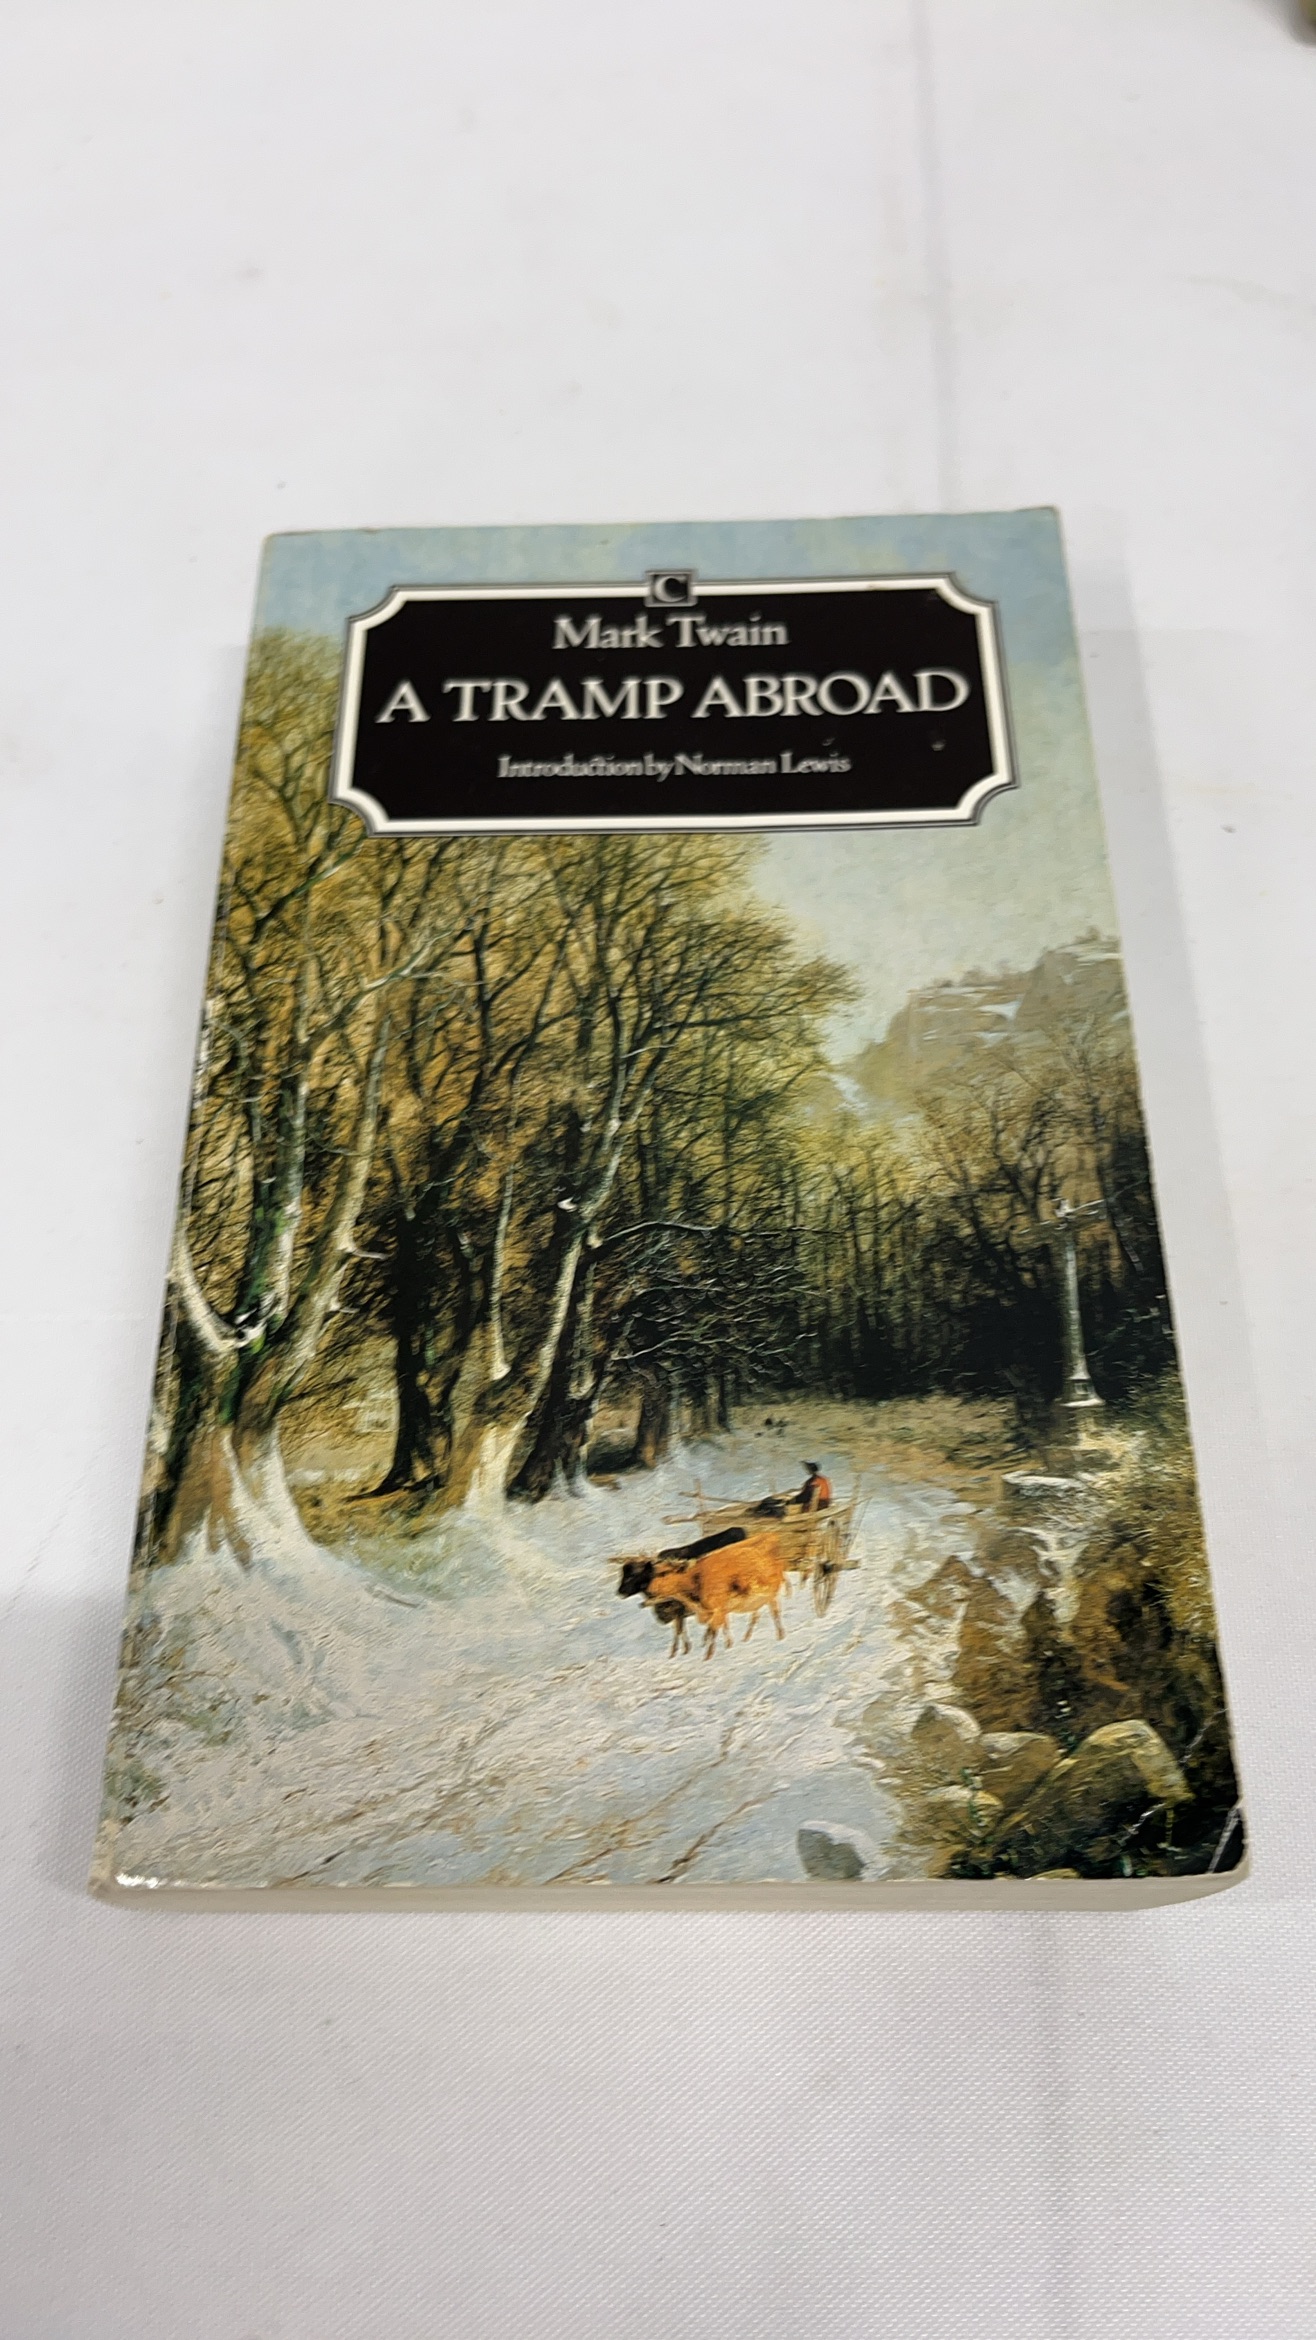 C
Mark Twain
A TRAMP ABROAD
Introduction by Norman Lewis